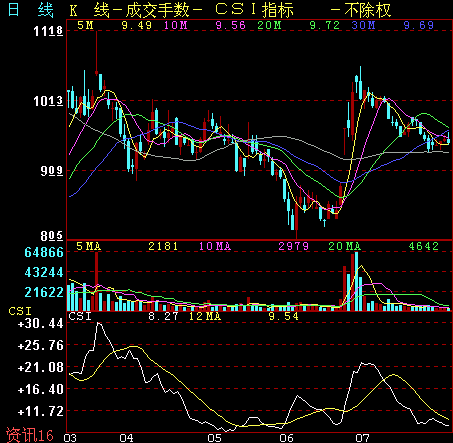 日 线 K 线-成交手数- CSI指标 -不除权
5M 9.49 10M 9.56 20M 9.72 30M 9.69
1118
1013
909
805
5MA 2181 10MA 2979 20MA 4642
64866
43244
21622
CSI
CSI 8.27 12MA 9.54
+30.44
+25.76
+21.08
+16.40
+11.72
资讯16
03 04 05 06 07